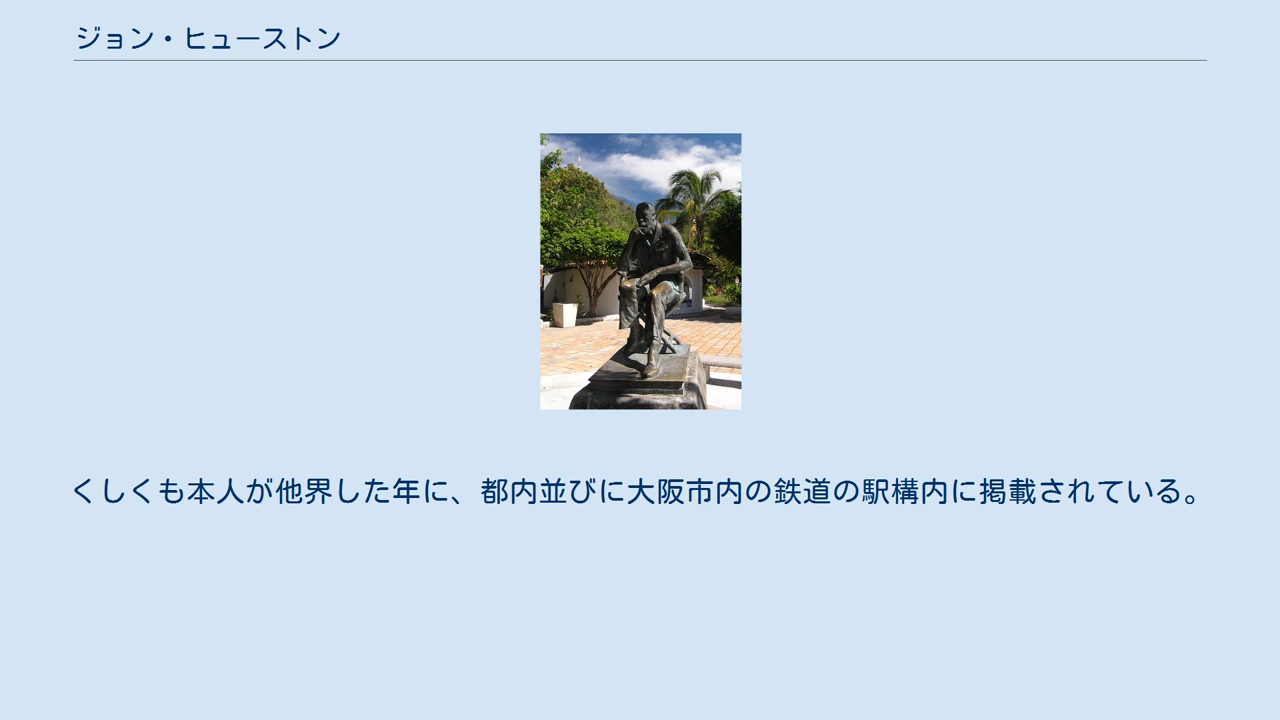 ジョン・ヒューストン
くしくも本人が他界した年に、都内並びに大阪市内の鉄道の駅構内に掲載されている。